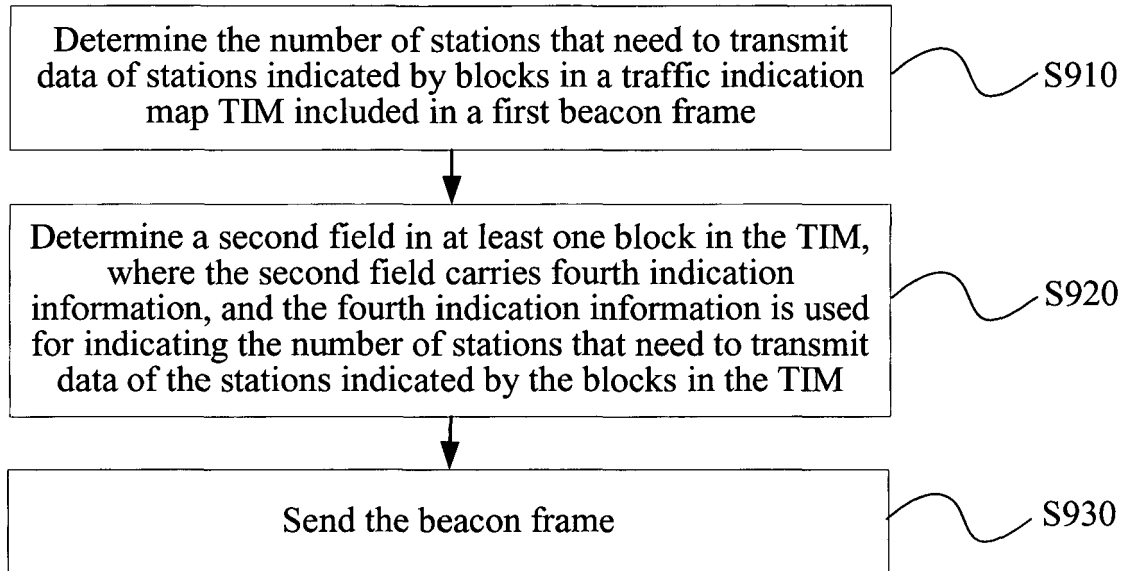 Determine the number of stations that need to transmit
data of stations indicated by blocks in a traffic indication
map TIM included in a first beacon frame
S910
Determine a second field in at least one block in the TIM,
where the second field carries fourth indication
information, and the fourth indication information is used
for indicating the number of stations that need to transmit
data of the stations indicated by the blocks in the TIM
S920
Send the beacon frame
S930